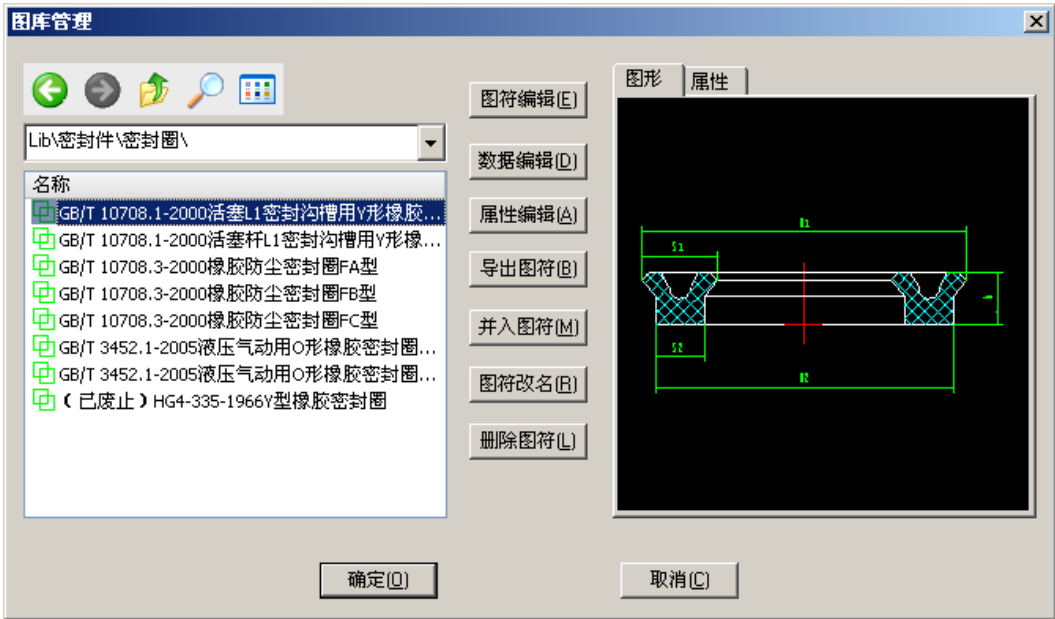 图库管理
Lib\密封件\密封圈\
名称
GB/T 10708.1-2000活塞L1密封沟槽用Y形橡胶...
GB/T 10708.1-2000活塞杆L1密封沟槽用Y形橡...
GB/T 10708.3-2000橡胶防尘密封圈FA型
GB/T 10708.3-2000橡胶防尘密封圈FB型
GB/T 10708.3-2000橡胶防尘密封圈FC型
GB/T 3452.1-2005液压气动用O形橡胶密封圈...
GB/T 3452.1-2005液压气动用O形橡胶密封圈...
(已废止)HG4-335-1966Y型橡胶密封圈
图符编辑(E)
数据编辑(D)
属性编辑(A)
导出图符(B)
并入图符(M)
图符改名(R)
删除图符(L)
图形
属性
S1
S2
确定(O)
取消(C)